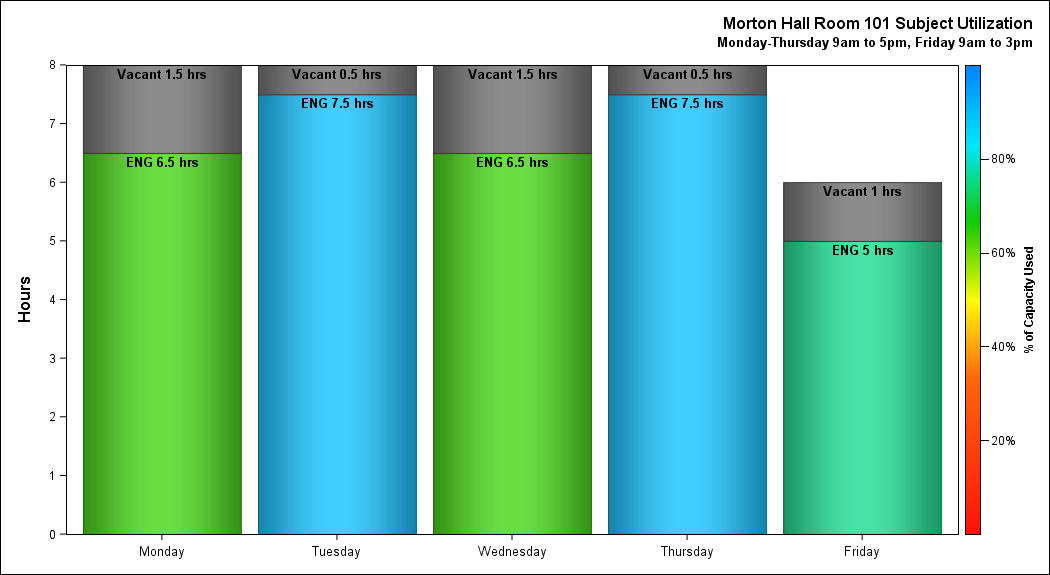 Morton Hall Room 101 Subject Utilization
Monday-Thursday 9am to 5pm, Friday 9am to 3pm
Hours
8
7
6
5
4
3
2
1
0
Vacant 1.5 hrs
ENG 6.5 hrs
Vacant 0.5 hrs
ENG 7.5 hrs
Vacant 1.5 hrs
ENG 6.5 hrs
Vacant 0.5 hrs
ENG 7.5 hrs
Vacant 1 hrs
ENG 5 hrs
Monday
Tuesday
Wednesday
Thursday
Friday
80%
60%
40%
20%
% of Capacity Used